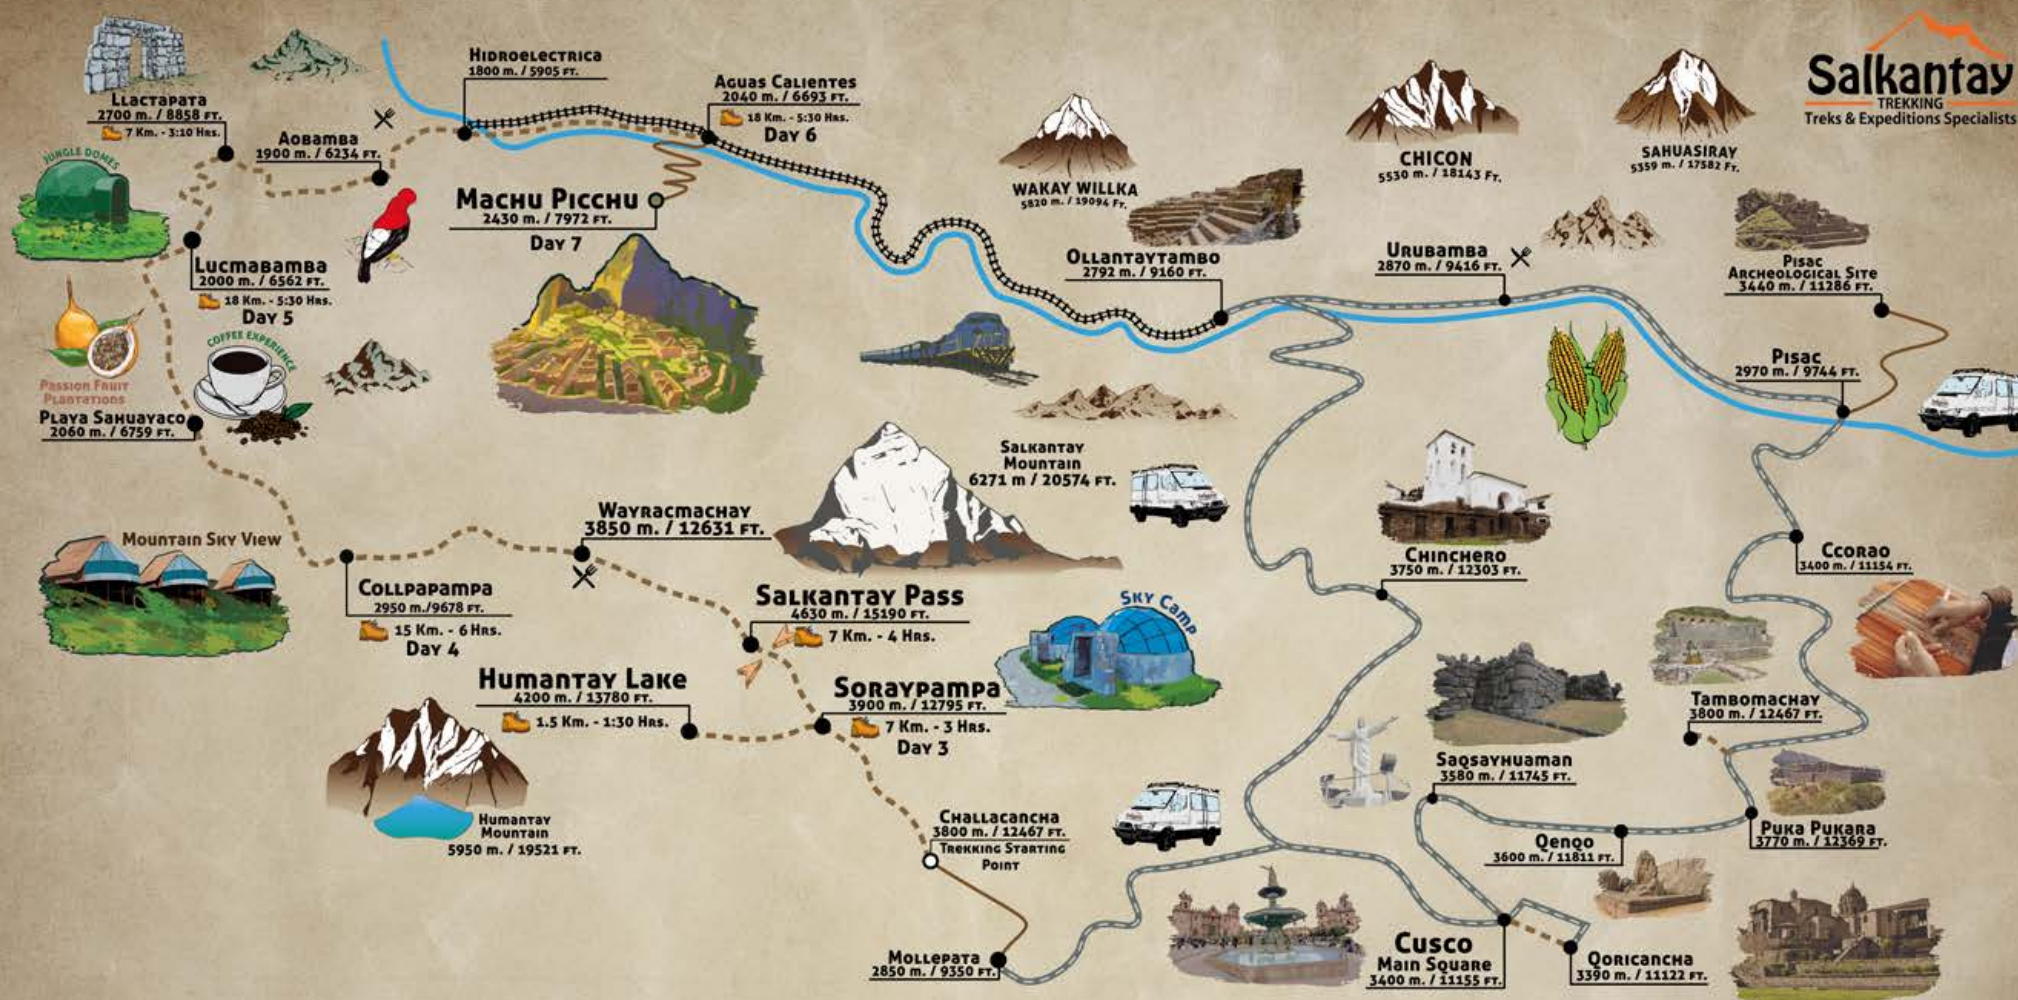 Salkantay
TREKKING
Treks & Expeditions Specialists
Llactapata
2700 m. / 8858 ft.
7 Km. - 3:10 Hrs.
Aobamba
1900 m. / 6234 ft.
Hidroelectrica
1800 m. / 5905 ft.
Aguas Calientes
2040 m. / 6693 ft.
18 Km. - 5:30 Hrs.
Day 6
Machu Picchu
2430 m. / 7972 ft.
Day 7
JUNGLE DOMES
Lucmabamba
2000 m. / 6562 ft.
18 Km. - 5:30 Hrs.
Day 5
COFFEE EXPERIENCE
Passion Fruit
Plantations
Playa Sahuayaco
2060 m. / 6759 ft.
WAKAY WILLKA
5820 m. / 19094 Ft.
CHICON
5530 m. / 18143 Ft.
SAHUASIRAY
5359 m. / 17582 Ft.
Ollantaytambo
2792 m. / 9160 ft.
Urubamba
2870 m. / 9416 ft.
Pisac
Archeological Site
3440 m. / 11286 ft.
Pisac
2970 m. / 9744 ft.
Salkantay
Mountain
6271 m / 20574 ft.
Wayracmachay
3850 m. / 12631 ft.
Mountain Sky View
Collpapampa
2950 m./9678 ft.
15 Km. - 6 Hrs.
Day 4
Salkantay Pass
4630 m. / 15190 ft.
7 Km. - 4 Hrs.
Sky Camp
Humantay Lake
4200 m. / 13780 ft.
1.5 Km. - 1:30 Hrs.
Soraypampa
3900 m. / 12795 ft.
7 Km. - 3 Hrs.
Day 3
Humantay
Mountain
5950 m. / 19521 ft.
Challacancha
3800 m. / 12467 ft.
Trekking Starting
Point
Mollepata
2850 m. / 9350 ft.
Chinchero
3750 m. / 12303 ft.
Ccorao
3400 m. / 11154 ft.
Tambomachay
3800 m. / 12467 ft.
Saqsayhuaman
3580 m. / 11745 ft.
Qenqo
3600 m. / 11811 ft.
Puka Pukara
3770 m. / 12369 ft.
Cusco
Main Square
3400 m. / 11155 ft.
Qoricancha
3390 m. / 11122 ft.